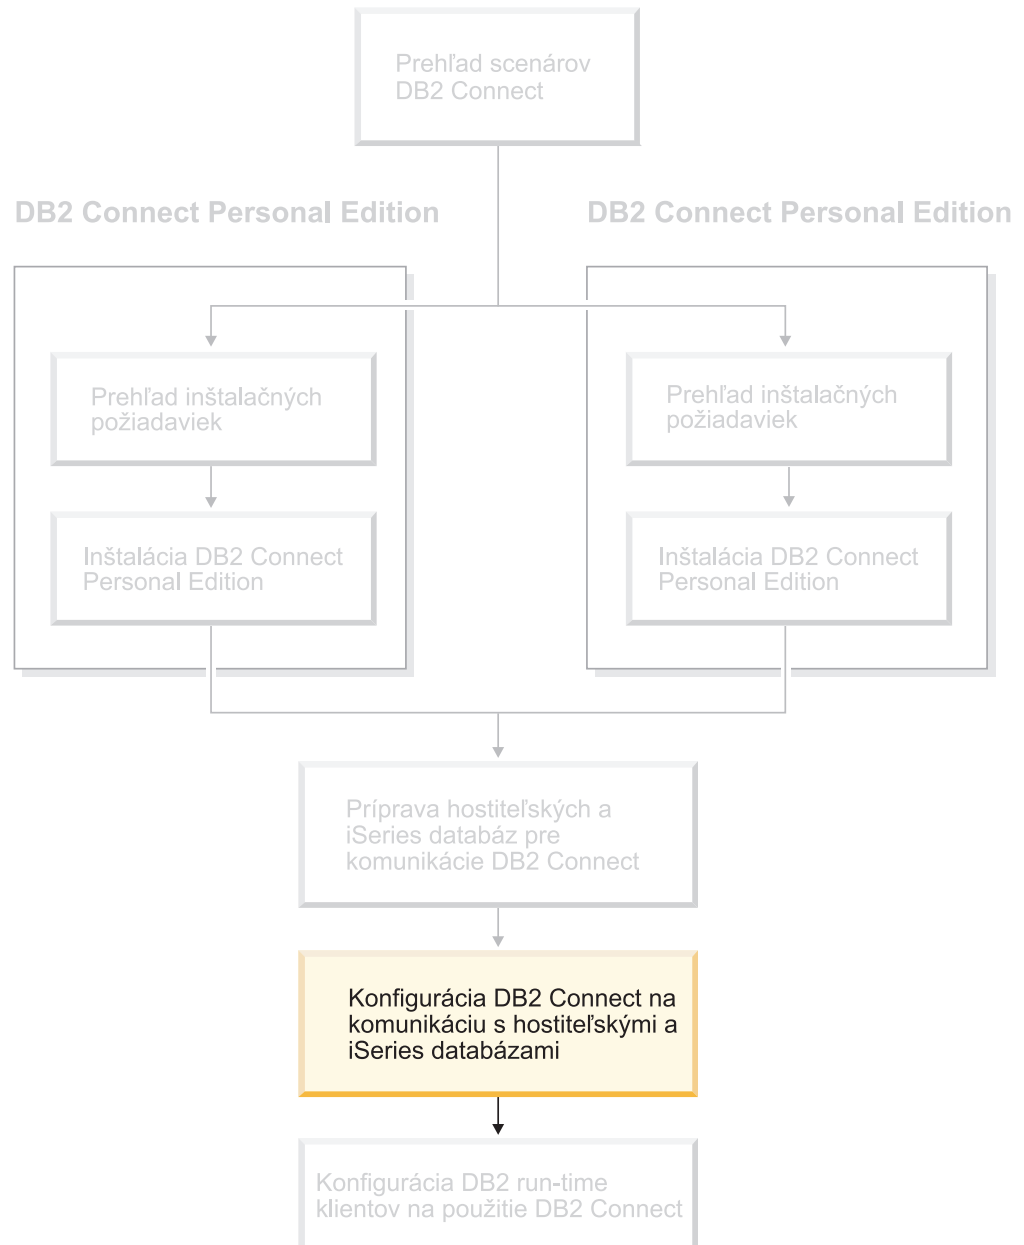 Prehľad scenárov
DB2 Connect
DB2 Connect Personal Edition
DB2 Connect Personal Edition
Prehľad inštalačných
požiadaviek
Prehľad inštalačných
požiadaviek
Inštalácia DB2 Connect
Personal Edition
Inštalácia DB2 Connect
Personal Edition
Príprava hostiteľských a
iSeries databáz pre
komunikácie DB2 Connect
Konfigurácia DB2 Connect na
komunikáciu s hostiteľskými a
iSeries databázami
Konfigurácia DB2 run-time
klientov na použitie DB2 Connect